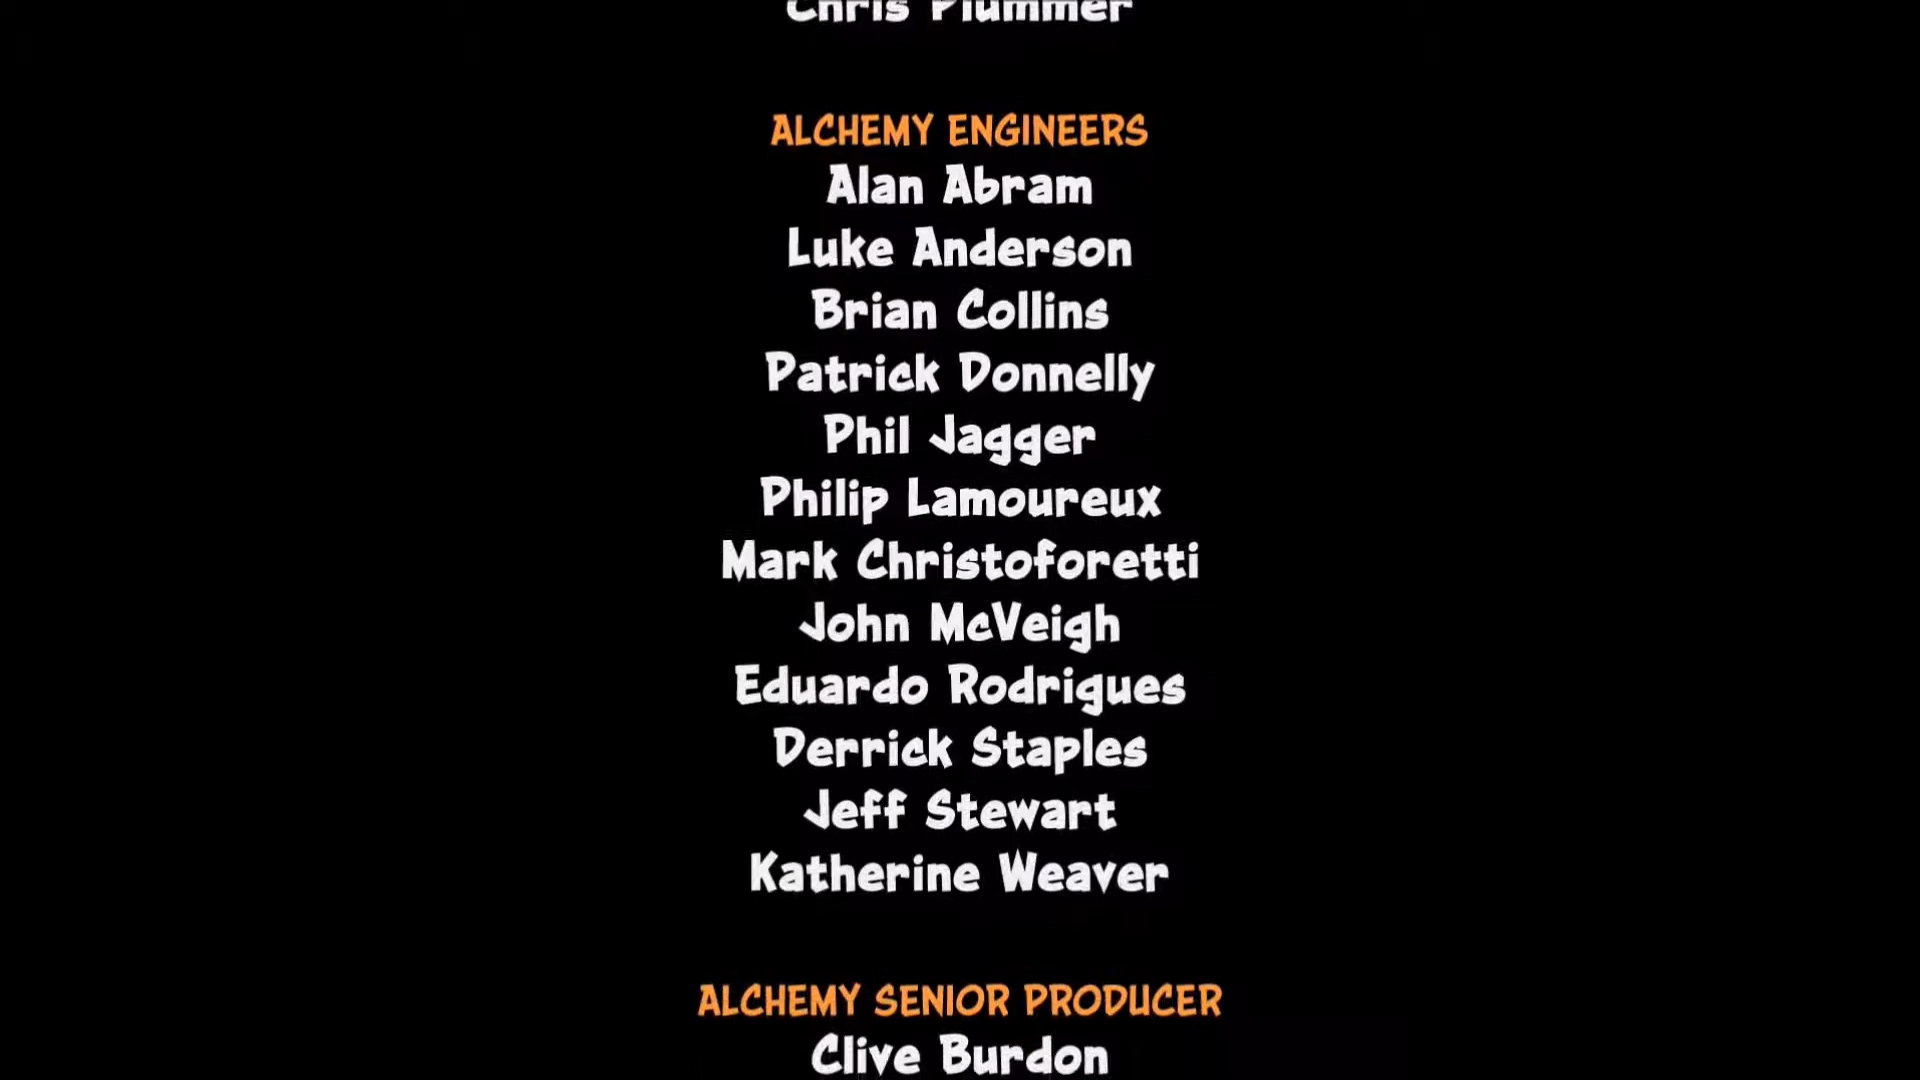 Chris Plummer
ALCHEMY ENGINEERS
Alan Abram
Luke Anderson
Brian Collins
Patrick Donnelly
Phil Jagger
Philip Lamoureux
Mark Christoforetti
John McVeigh
Eduardo Rodrigues
Derrick Staples
Jeff Stewart
Katherine Weaver
ALCHEMY SENIOR PRODUCER
Clive Burdon